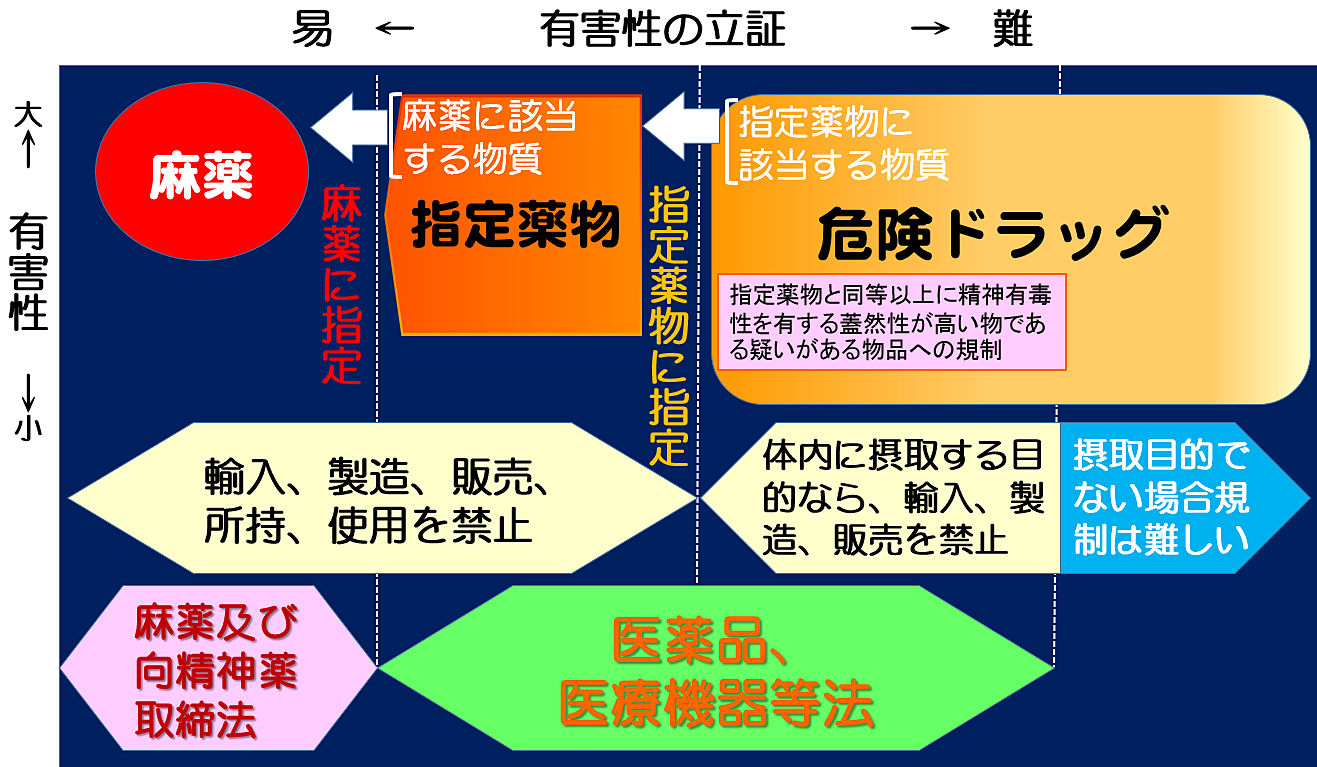 易 ← 有害性の立証 → 難
大
↑
有害性
↓
小
麻薬
麻薬に該当
する物質
指定薬物
麻薬に指定
指定薬物に
該当する物質
危険ドラッグ
指定薬物と同等以上に精神有毒
性を有する蓋然性が高い物であ
る疑いがある物品への規制
指定薬物に指定
輸入、製造、販売、
所持、使用を禁止
体内に摂取する目
的なら、輸入、製
造、販売を禁止
摂取目的で
ない場合規
制は難しい
麻薬及び
向精神薬
取締法
医薬品、
医療機器等法